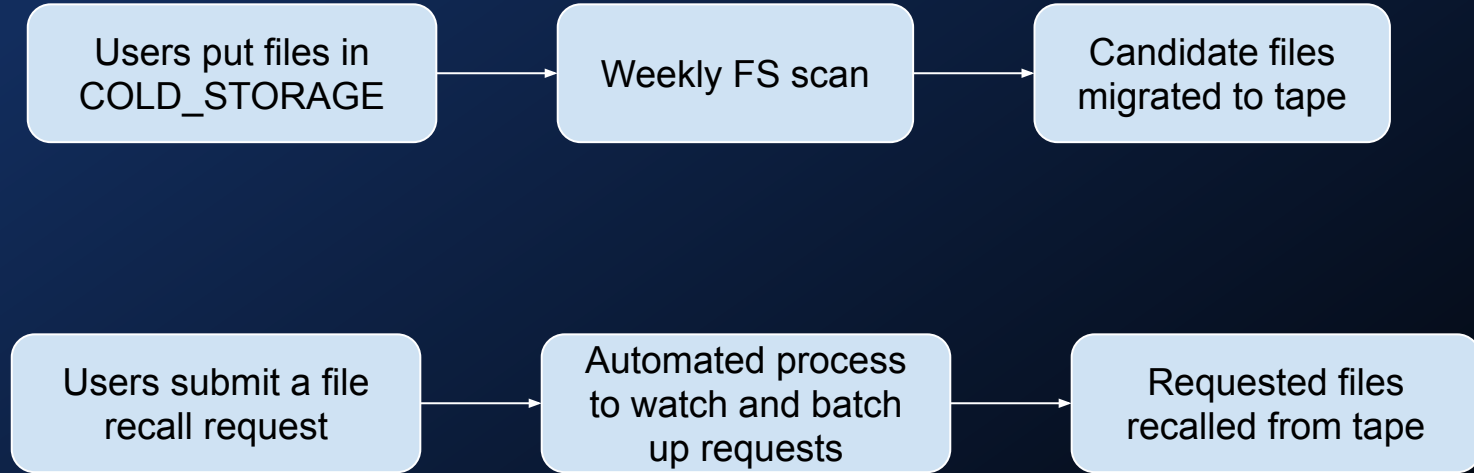 Users put files in
COLD_STORAGE
Weekly FS scan
Candidate files
migrated to tape
Users submit a file
recall request
Automated process
to watch and batch
up requests
Requested files
recalled from tape